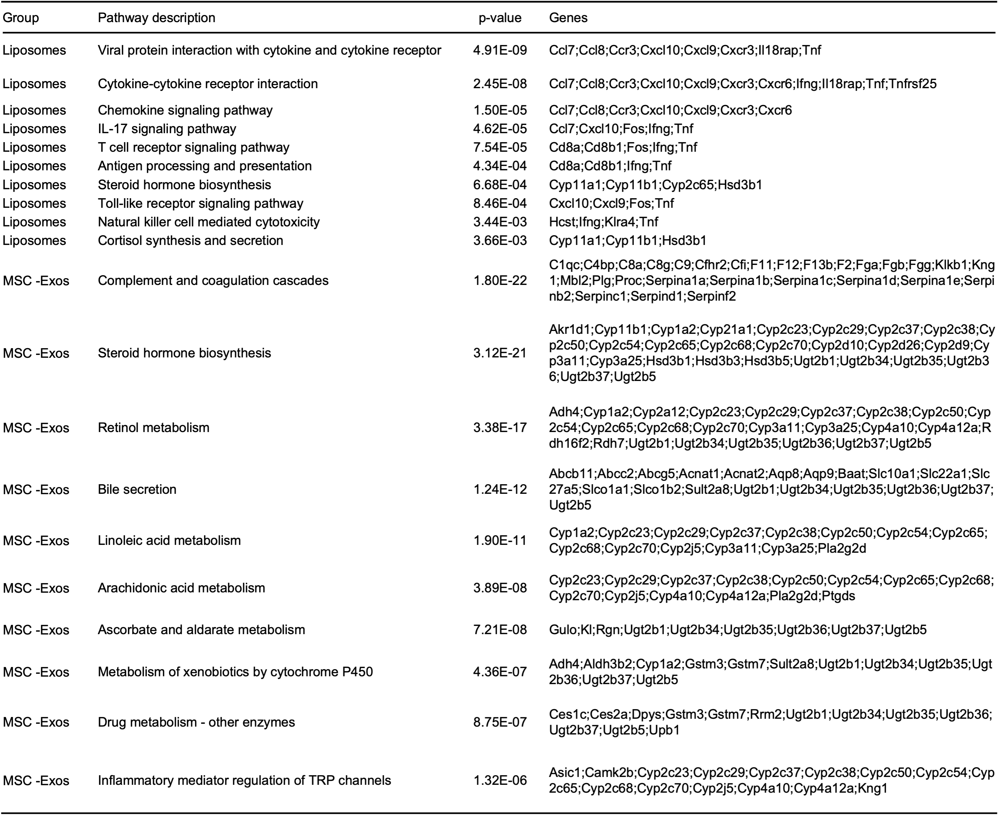 Group Pathway description p-value Genes
Liposomes Viral protein interaction with cytokine and cytokine receptor 4.91E-09 Ccl7;Ccl8;Ccr3;Cxcl10;Cxcl9;Cxcr3;Il18rap;Tnf
Liposomes Cytokine-cytokine receptor interaction 2.45E-08 Ccl7;Ccl8;Ccr3;Cxcl10;Cxcl9;Cxcr3;Cxcr6;Ifng;Il18rap;Tnf;Tnfrsf25
Liposomes Chemokine signaling pathway 1.50E-05 Ccl7;Ccl8;Ccr3;Cxcl10;Cxcl9;Cxcr3;Cxcr6
Liposomes IL-17 signaling pathway 4.62E-05 Ccl7;Cxcl10;Fos;Ifng;Tnf
Liposomes T cell receptor signaling pathway 7.54E-05 Cd8a;Cd8b1;Fos;Ifng;Tnf
Liposomes Antigen processing and presentation 4.34E-04 Cd8a;Cd8b1;Ifng;Tnf
Liposomes Steroid hormone biosynthesis 6.68E-04 Cyp11a1;Cyp11b1;Cyp2c65;Hsd3b1
Liposomes Toll-like receptor signaling pathway 8.46E-04 Cxcl10;Cxcl9;Fos;Tnf
Liposomes Natural killer cell mediated cytotoxicity 3.44E-03 Hcst;Ifng;Klra4;Tnf
Liposomes Cortisol synthesis and secretion 3.66E-03 Cyp11a1;Cyp11b1;Hsd3b1
C1qc;C4bp;C8a;C8g;C9;Cfhr2;Cfi;F11;F12;F13b;F2;Fga;Fgb;Fgg;Klkb1;Kng
MSC -Exos Complement and coagulation cascades 1.80E-22 1;Mbl2;Plg;Proc;Serpina1a;Serpina1b;Serpina1c;Serpina1d;Serpina1e;Serpi
nb2;Serpinc1;Serpind1;Serpinf2
Akr1d1;Cyp11b1;Cyp1a2;Cyp21a1;Cyp2c23;Cyp2c29;Cyp2c37;Cyp2c38;Cy
p2c50;Cyp2c54;Cyp2c65;Cyp2c68;Cyp2c70;Cyp2d10;Cyp2d26;Cyp2d9;Cy
MSC -Exos Steroid hormone biosynthesis 3.12E-21 p3a11;Cyp3a25;Hsd3b1;Hsd3b3;Hsd3b5;Ugt2b1;Ugt2b34;Ugt2b35;Ugt2b3
6;Ugt2b37;Ugt2b5
Adh4;Cyp1a2;Cyp2a12;Cyp2c23;Cyp2c29;Cyp2c37;Cyp2c38;Cyp2c50;Cyp
MSC -Exos Retinol metabolism 3.38E-17 2c54;Cyp2c65;Cyp2c68;Cyp2c70;Cyp3a11;Cyp3a25;Cyp4a10;Cyp4a12a;R
dh16f2;Rdh7;Ugt2b1;Ugt2b34;Ugt2b35;Ugt2b36;Ugt2b37;Ugt2b5
Abcb11;Abcc2;Abcg5;Acnat1;Acnat2;Aqp8;Aqp9;Baat;Slc10a1;Slc22a1;Slc
MSC -Exos Bile secretion 1.24E-12 27a5;Slco1a1;Slco1b2;Sult2a8;Ugt2b1;Ugt2b34;Ugt2b35;Ugt2b36;Ugt2b37;
Ugt2b5
MSC -Exos Linoleic acid metabolism 1.90E-11 Cyp1a2;Cyp2c23;Cyp2c29;Cyp2c37;Cyp2c38;Cyp2c50;Cyp2c54;Cyp2c65;
Cyp2c68;Cyp2c70;Cyp2j5;Cyp3a11;Cyp3a25;Pla2g2d
MSC -Exos Arachidonic acid metabolism 3.89E-08 Cyp2c23;Cyp2c29;Cyp2c37;Cyp2c38;Cyp2c50;Cyp2c54;Cyp2c65;Cyp2c68;
Cyp2c70;Cyp2j5;Cyp4a10;Cyp4a12a;Pla2g2d;Ptgds
MSC -Exos Ascorbate and aldarate metabolism 7.21E-08 Gulo;Kl;Rgn;Ugt2b1;Ugt2b34;Ugt2b35;Ugt2b36;Ugt2b37;Ugt2b5
MSC -Exos Metabolism of xenobiotics by cytochrome P450 4.36E-07 Adh4;Aldh3b2;Cyp1a2;Gstm3;Gstm7;Sult2a8;Ugt2b1;Ugt2b34;Ugt2b35;Ugt
2b36;Ugt2b37;Ugt2b5
MSC -Exos Drug metabolism - other enzymes 8.75E-07 Ces1c;Ces2a;Dpys;Gstm3;Gstm7;Rrm2;Ugt2b1;Ugt2b34;Ugt2b35;Ugt2b36;
Ugt2b37;Ugt2b5;Upb1
MSC -Exos Inflammatory mediator regulation of TRP channels 1.32E-06 Asic1;Camk2b;Cyp2c23;Cyp2c29;Cyp2c37;Cyp2c38;Cyp2c50;Cyp2c54;Cyp
2c65;Cyp2c68;Cyp2c70;Cyp2j5;Cyp4a10;Cyp4a12a;Kng1